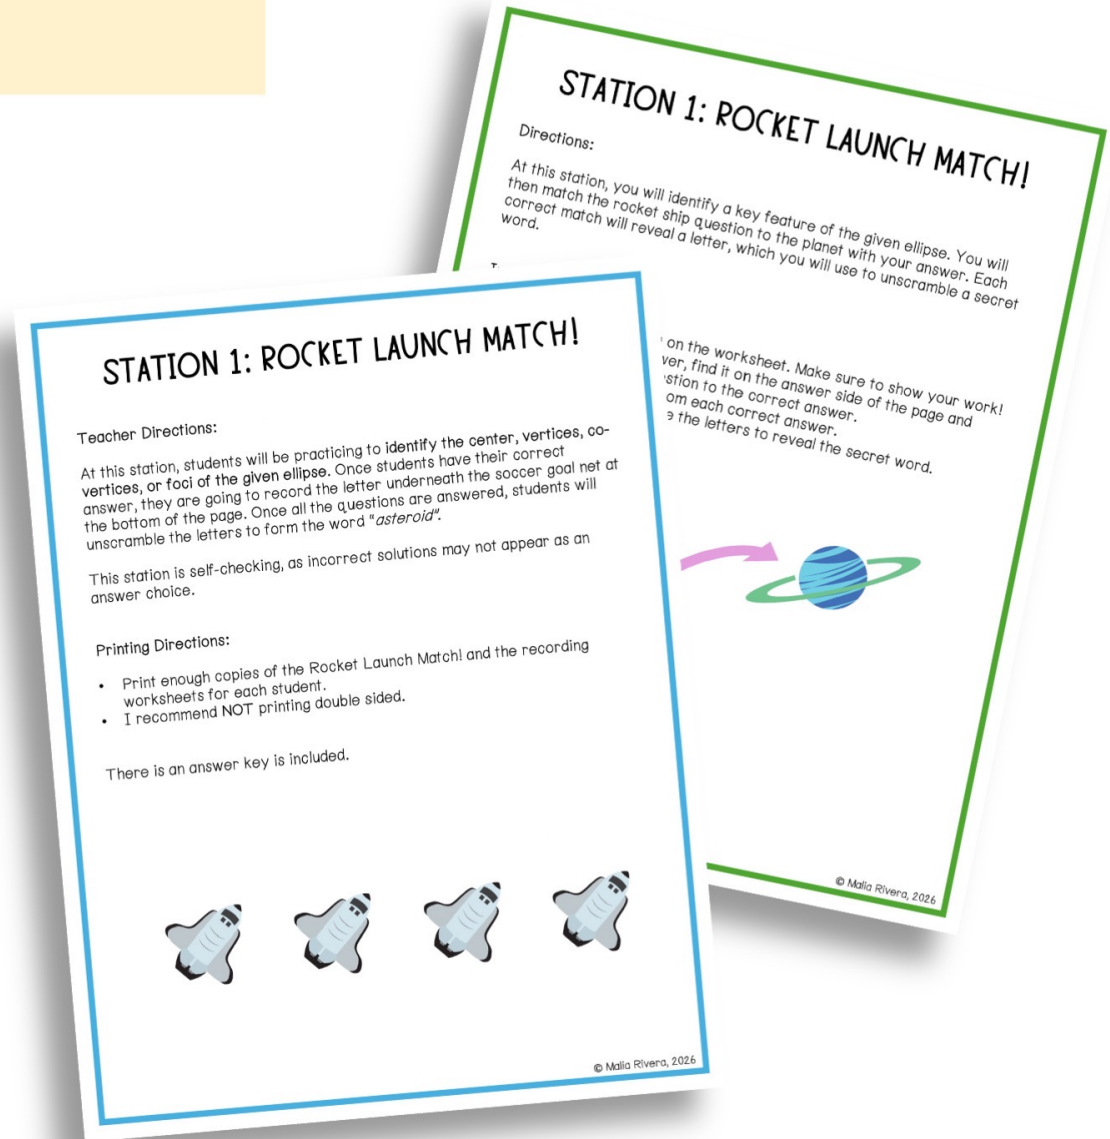 STATION 1: ROCKET LAUNCH MATCH!
Directions:
At this station, you will identify a key feature of the given ellipse. You will
then match the rocket ship question to the planet with your answer. Each
correct match will reveal a letter, which you will use to unscramble a secret
word.
on the worksheet. Make sure to show your work!
find it on the answer side of the page and
to the correct answer.
each correct answer.
the letters to reveal the secret word.
© Malia Rivera, 2026
STATION 1: ROCKET LAUNCH MATCH!
Teacher Directions:
At this station, students will be practicing to identify the center, vertices, co-
vertices, or foci of the given ellipse. Once students have their correct
answer, they are going to record the letter underneath the soccer goal net at
the bottom of the page. Once all the questions are answered, students will
unscramble the letters to form the word "asteroid".
This station is self-checking, as incorrect solutions may not appear as an
answer choice.
Printing Directions:
• Print enough copies of the Rocket Launch Match! and the recording
worksheets for each student.
• I recommend NOT printing double sided.
There is an answer key is included.
© Malia Rivera, 2026